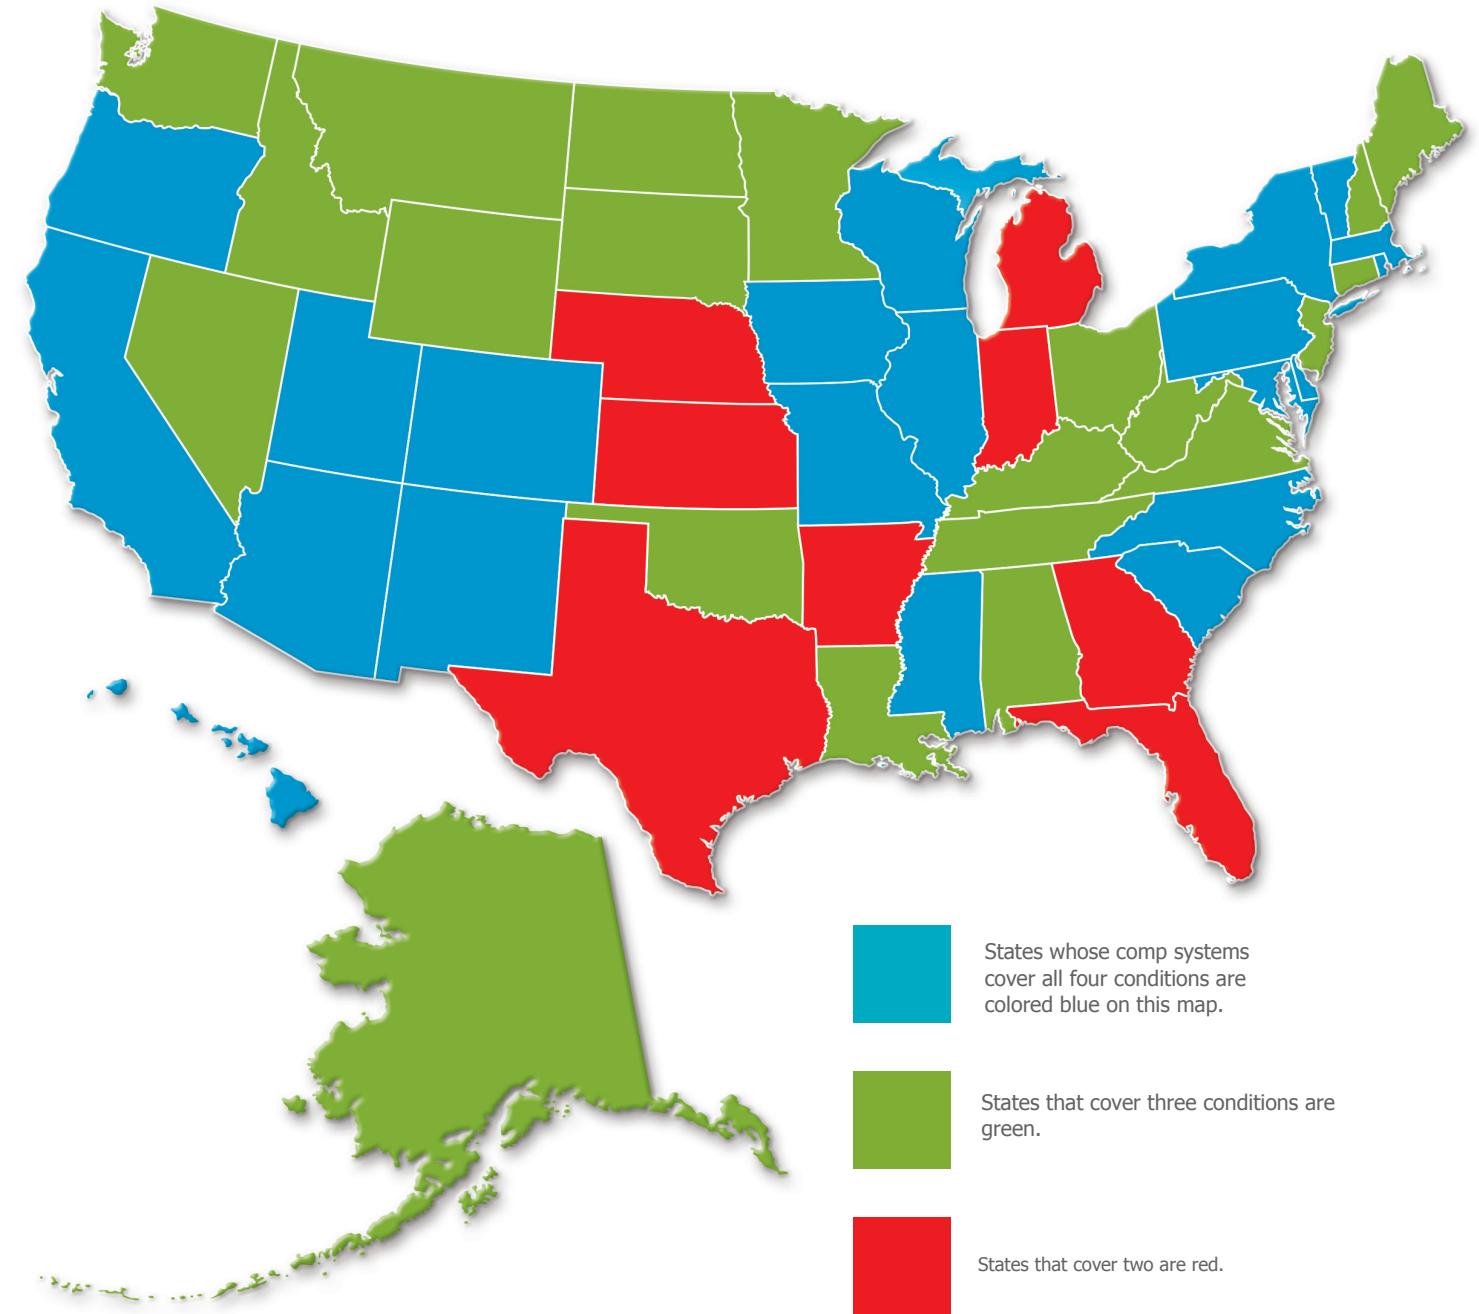 States whose comp systems
cover all four conditions are
colored blue on this map.
States that cover three conditions are
green.
States that cover two are red.